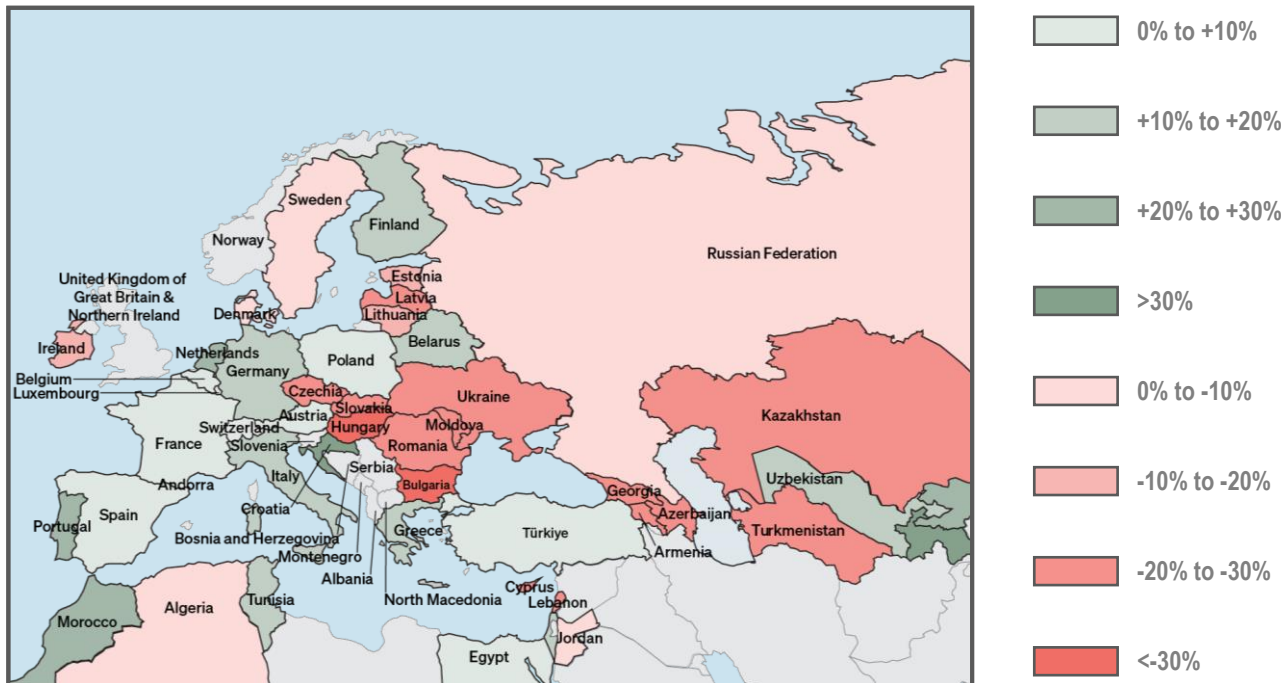 Sweden
Finland
Norway
Russian Federation
United Kingdom of
Great Britain &
Northern Ireland
Estonia
Latvia
Denmark
Lithuania
Ireland
Netherlands
Belarus
Germany
Poland
Belgium
Luxembourg
Czechia
Ukraine
Slovakia
Kazakhstan
Austria
Switzerland
Hungary
Moldova
France
Slovenia
Romania
Serbia
Italy
Uzbekistan
Andorra
Bulgaria
Georgia
Spain
Croatia
Azerbaijan
Portugal
Turkmenistan
Bosnia and Herzegovina
Greece
Türkiye
Montenegro
Armenia
Albania
Cyprus
North Macedonia
Lebanon
Tunisia
Algeria
Morocco
Jordan
Egypt
0% to +10%
+10% to +20%
+20% to +30%
>30%
0% to -10%
-10% to -20%
-20% to -30%
<-30%